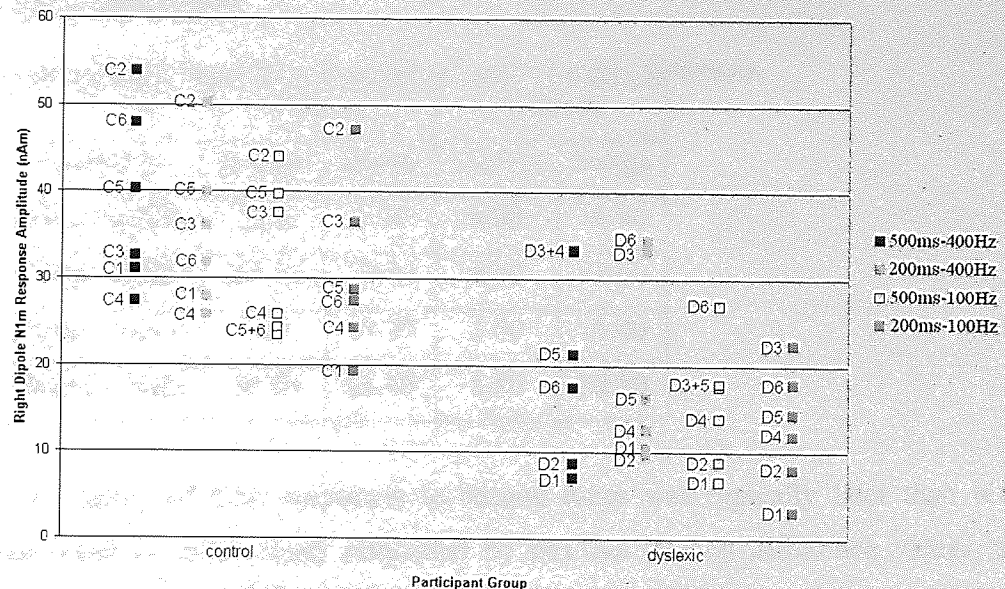 60
50
40
30
20
10
0
Right Dipole N1m Response Amplitude (nAm)
C2
C6
C5
C3
C1
C4
C2
C5
C3
C6
C1
C4
C2
C5
C3
C4
C5+6
C2
C3
C5
C6
C4
C1
D3+4
D5
D6
D2
D1
D6
D3
D5
D4
D1
D2
D6
D3+5
D4
D2
D1
D3
D6
D5
D4
D2
D1
500ms-400Hz
200ms-400Hz
500ms-100Hz
200ms-100Hz
control
dyslexic
Participant Group